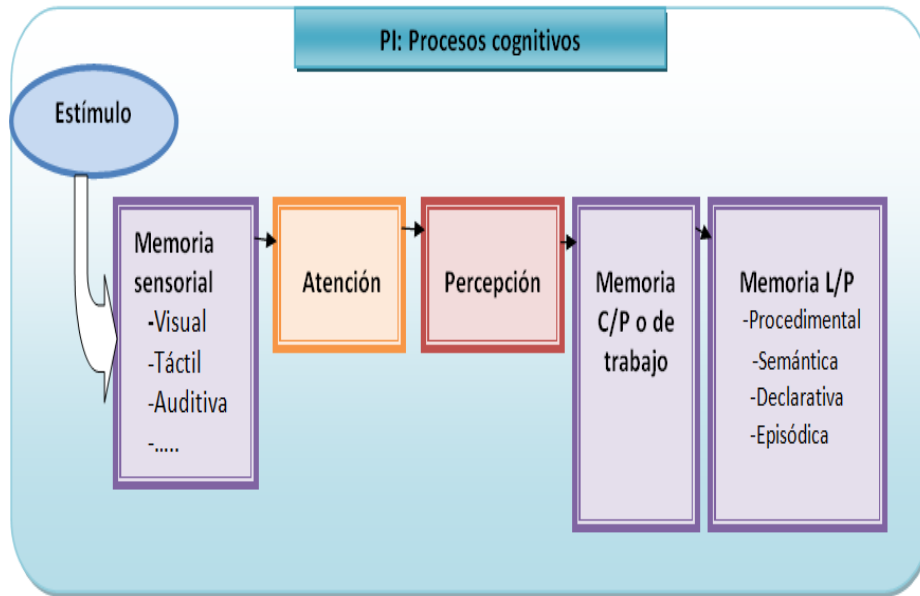 PI: Procesos cognitivos
Estímulo
Memoria
sensorial
-Visual
-Táctil
-Auditiva
-.....
Atención
Percepción
Memoria
C/P o de
trabajo
Memoria L/P
-Procedimental
-Semántica
-Declarativa
-Episódica